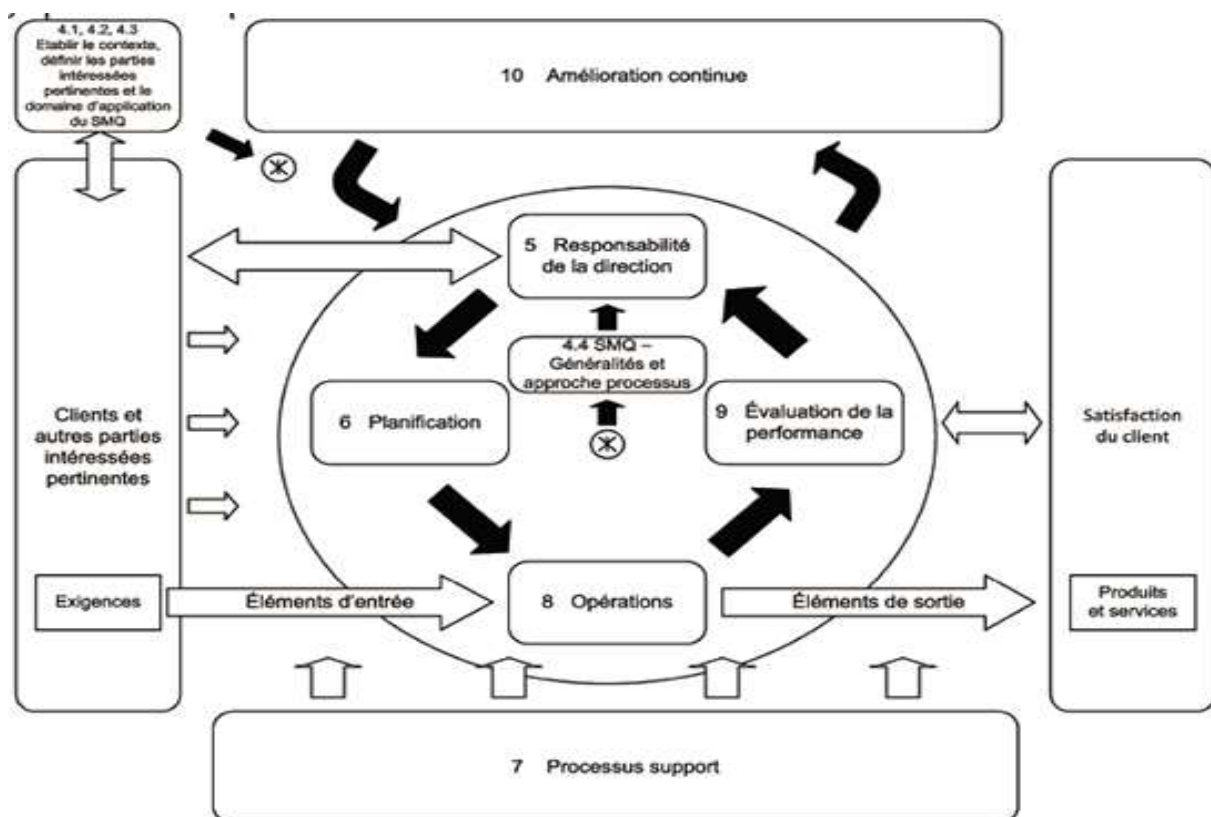 4.1, 4.2, 4.3
Etablir le contexte,
définir les parties
intéressées
pertinentes et le
domaine d'application
du SMQ
10 Amélioration continue
5 Responsabilité
de la direction
4.4 SMQ –
Généralités et
approche processus
6 Planification
9 Évaluation de la
performance
Clients et
autres parties
intéressées
pertinentes
Satisfaction
du client
Exigences
Éléments d'entrée
8 Opérations
Éléments de sortie
Produits
et services
7 Processus support